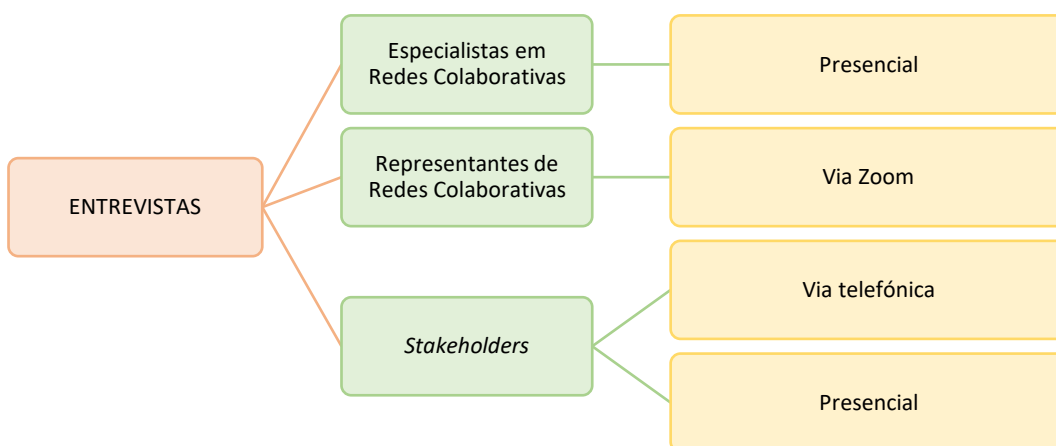 ENTREVISTAS
Especialistas em
Redes Colaborativas
Presencial
Representantes de
Redes Colaborativas
Via Zoom
Stakeholders
Via telefónica
Presencial